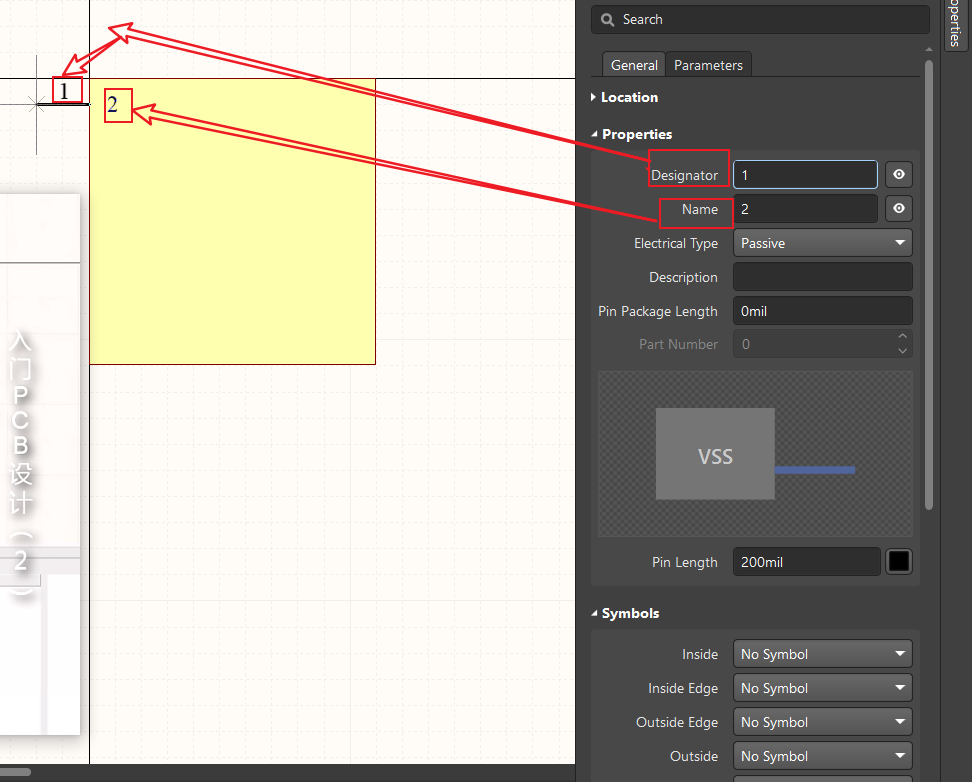 operties
Search
General Parameters
Location
Properties
Designator 1
Name 2
Electrical Type Passive
Description
Pin Package Length 0mil
Part Number 0
VSS
Pin Length 200mil
Symbols
Inside No Symbol
Inside Edge No Symbol
Outside Edge No Symbol
Outside No Symbol
1
2
入门PCB设计（2）